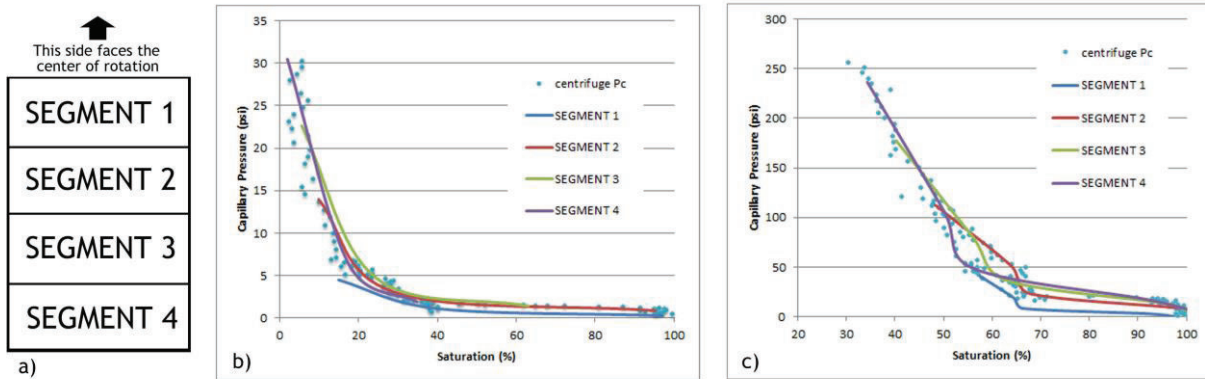 This side faces the
center of rotation
SEGMENT 1
SEGMENT 2
SEGMENT 3
SEGMENT 4
a)
35
30
25
20
15
10
5
0
Capillary Pressure (psi)
0 20 40 60 80 100
Saturation (%)
centrifuge Pc
SEGMENT 1
SEGMENT 2
SEGMENT 3
SEGMENT 4
b)
300
250
200
150
100
50
0
Capillary Pressure (psi)
20 30 40 50 60 70 80 90 100
Saturation (%)
centrifuge Pc
SEGMENT 1
SEGMENT 2
SEGMENT 3
SEGMENT 4
c)